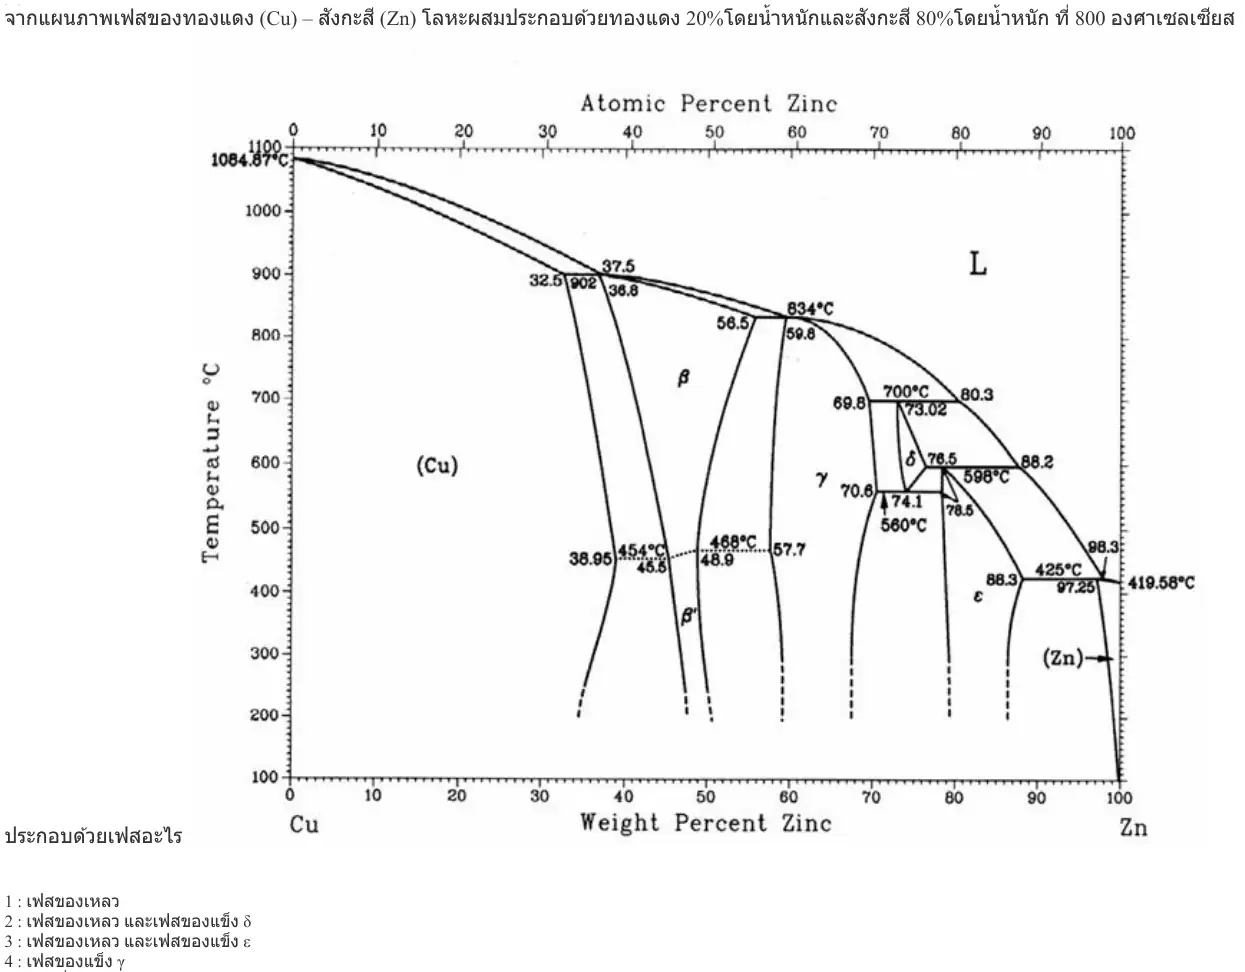 จากแผนภาพเฟสของทองแดง (Cu) – สังกะสี (Zn) โลหะผสมประกอบด้วยทองแดง 20%โดยน้ำหนักและสังกะสี 80%โดยน้ำหนัก ที่ 800 องศาเซลเซียส
Atomic Percent Zinc
0 10 20 30 40 50 60 70 80 90 100
1100
1084.87°C
1000
L
900
37.5
32.5 902 36.8
834°C
56.5 59.8
800
β
700
700°C 80.3
69.8 73.02
Temperature °C
(Cu)
600
δ 76.5 88.2
598°C
γ
70.6 74.1 78.5
560°C
500
454°C 468°C 57.7 98.3
38.95 45.5 48.9
425°C
400
88.3 97.25 419.58°C
ε
β'
300
(Zn)
200
100
0 10 20 30 40 50 60 70 80 90 100
Cu Weight Percent Zinc Zn
ประกอบด้วยเฟสอะไร
1 : เฟสของเหลว
2 : เฟสของเหลว และเฟสของแข็ง δ
3 : เฟสของเหลว และเฟสของแข็ง ε
4 : เฟสของแข็ง γ